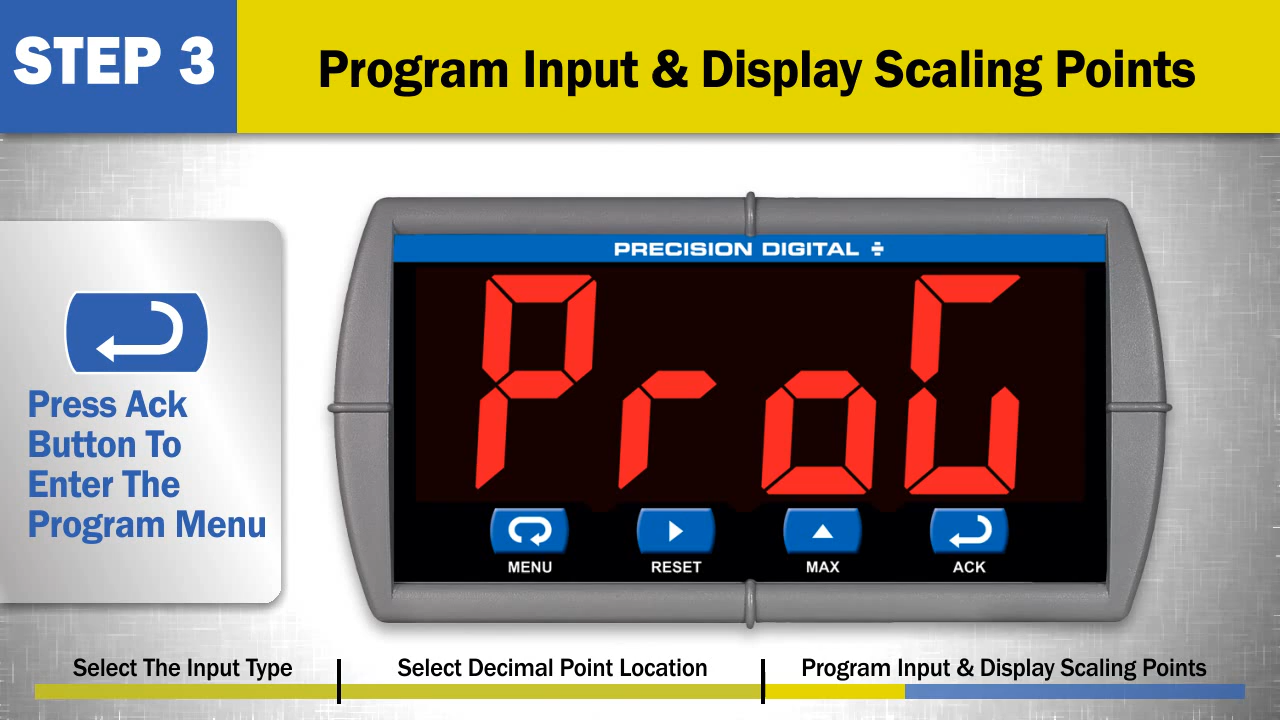 STEP 3
Program Input & Display Scaling Points
PRECISION DIGITAL
ProG
Press Ack
Button To
Enter The
Program Menu
MENU
RESET
MAX
ACK
Select The Input Type
Select Decimal Point Location
Program Input & Display Scaling Points